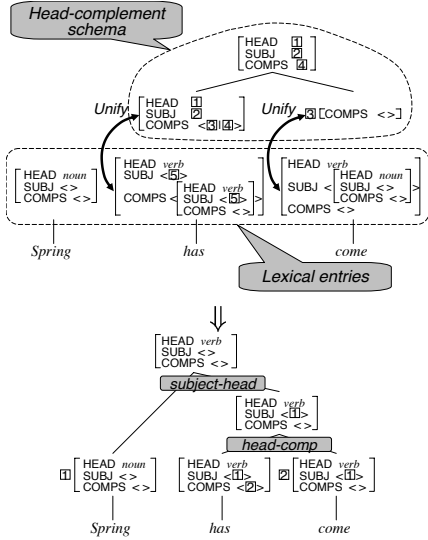 Head-complement
schema
HEAD 1
SUBJ 2
COMPS 4
Unify
HEAD 1
SUBJ 2
COMPS <3|4>
Unify
3 [COMPS < >]
HEAD noun
SUBJ < >
COMPS < >
HEAD verb
SUBJ <5>
COMPS < HEAD verb
SUBJ <5>
COMPS < > >
HEAD verb
SUBJ < HEAD noun
SUBJ < >
COMPS < > >
COMPS < >
Spring has come
Lexical entries
⇓
HEAD verb
SUBJ < >
COMPS < >
subject-head
HEAD verb
SUBJ <1>
COMPS < >
head-comp
1 HEAD noun
SUBJ < >
COMPS < >
HEAD verb
SUBJ <1>
COMPS <2>
2 HEAD verb
SUBJ <1>
COMPS < >
Spring has come